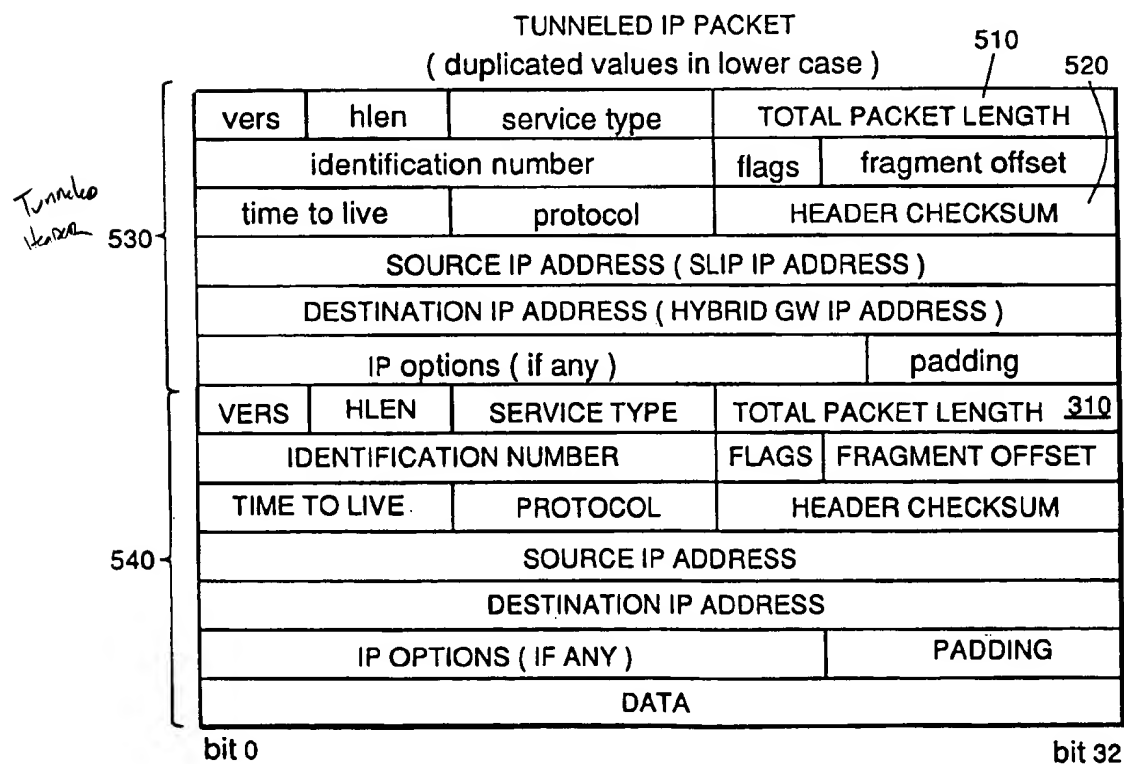 TUNNELED IP PACKET
( duplicated values in lower case )
510
520
vers hlen service type TOTAL PACKET LENGTH
identification number flags fragment offset
time to live protocol HEADER CHECKSUM
Tunneled
Header
530
SOURCE IP ADDRESS ( SLIP IP ADDRESS )
DESTINATION IP ADDRESS ( HYBRID GW IP ADDRESS )
IP options ( if any ) padding
VERS HLEN SERVICE TYPE TOTAL PACKET LENGTH 310
IDENTIFICATION NUMBER FLAGS FRAGMENT OFFSET
TIME TO LIVE PROTOCOL HEADER CHECKSUM
540
SOURCE IP ADDRESS
DESTINATION IP ADDRESS
IP OPTIONS ( IF ANY ) PADDING
DATA
bit 0 bit 32